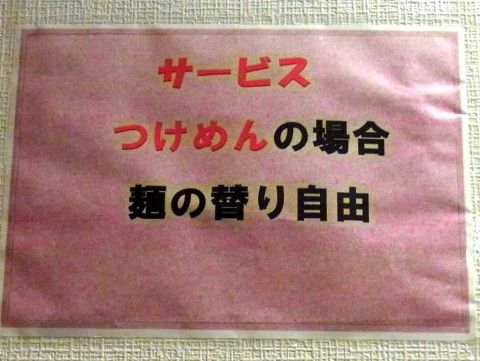 サービス
つけめんの場合
麺の替り自由